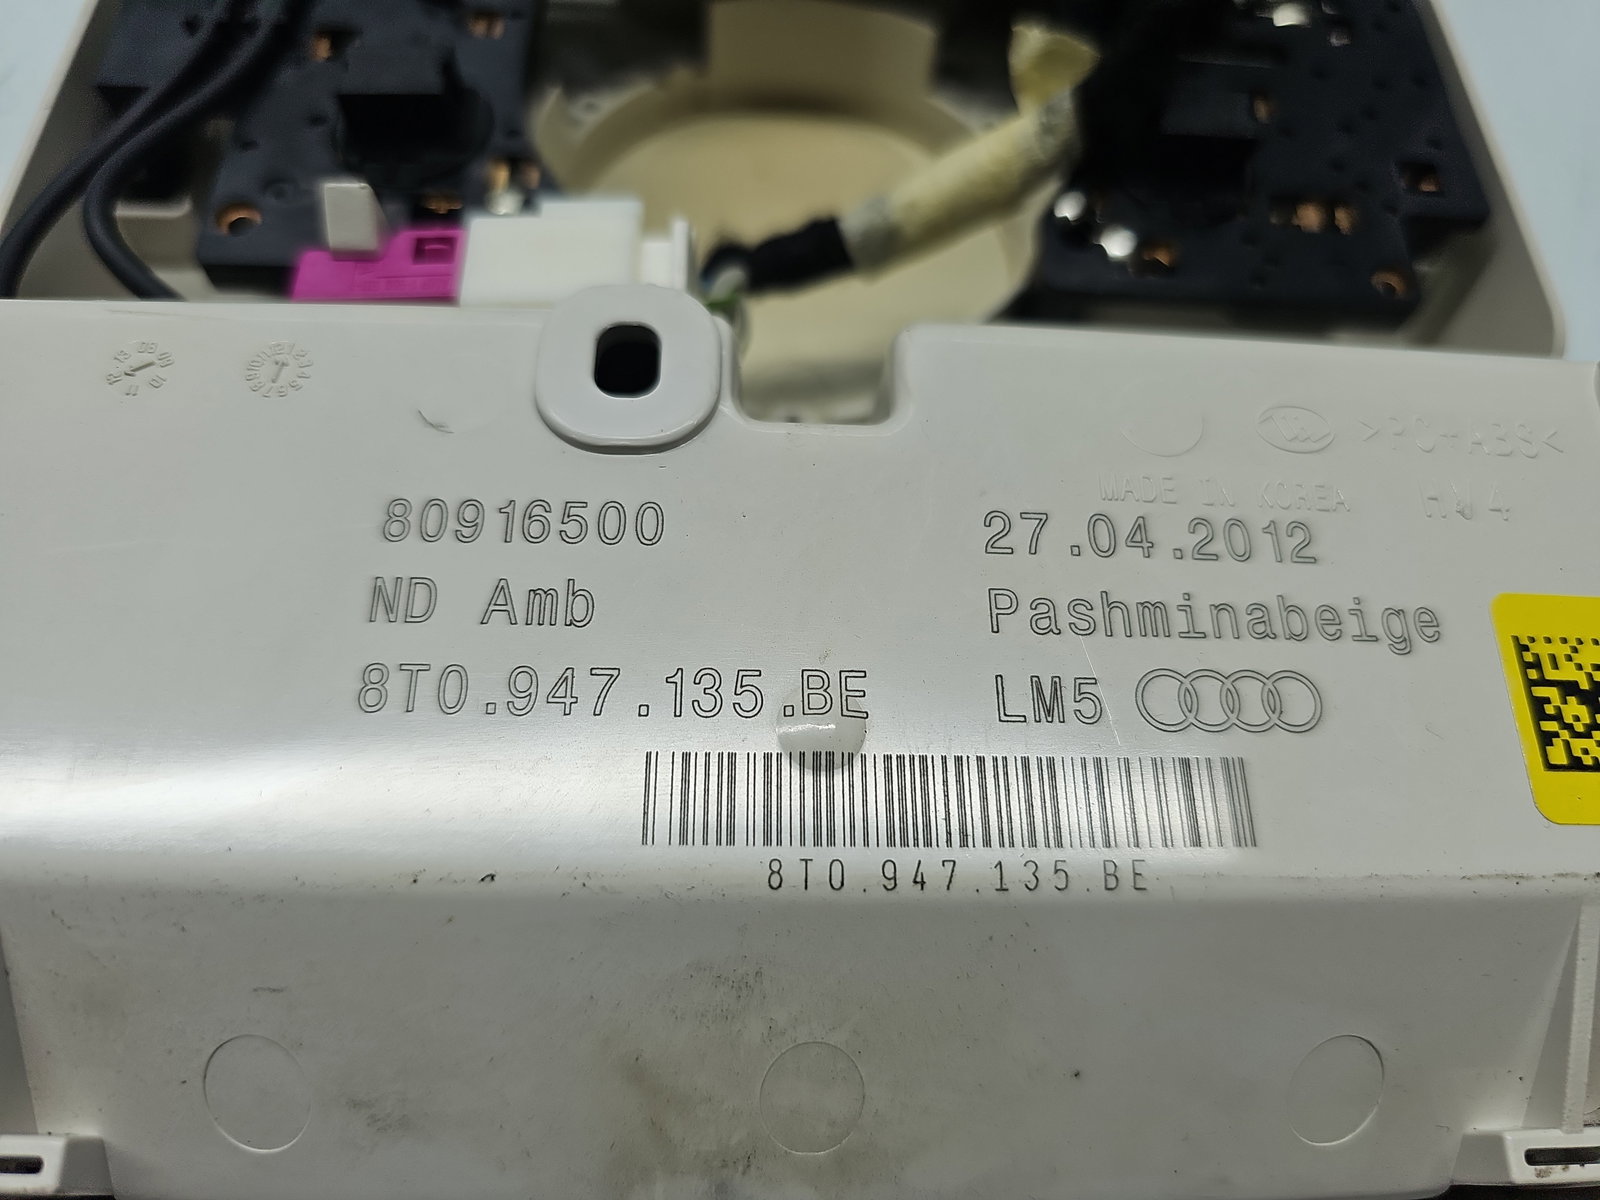 >PC+ABS<
MADE IN KOREA
80916500 27.04.2012
ND Amb Pashminabeige
8T0.947.135.BE LM5
8T0.947.135.BE